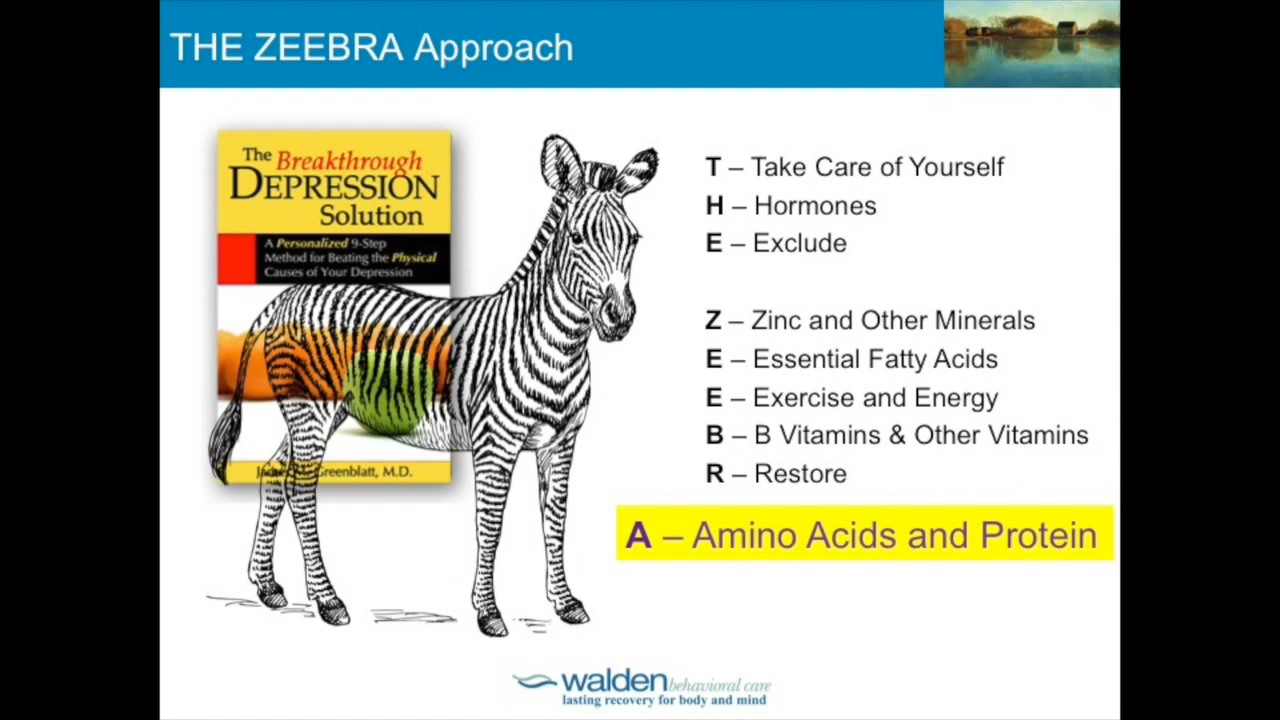 THE ZEEBRA Approach
The Breakthrough
DEPRESSION
Solution
A Personalized 9-Step
Method for Beating the Physical
Causes of Your Depression
Greenblatt, M.D.
T – Take Care of Yourself
H – Hormones
E – Exclude
Z – Zinc and Other Minerals
E – Essential Fatty Acids
E – Exercise and Energy
B – B Vitamins & Other Vitamins
R – Restore
A – Amino Acids and Protein
walden behavioral care
lasting recovery for body and mind